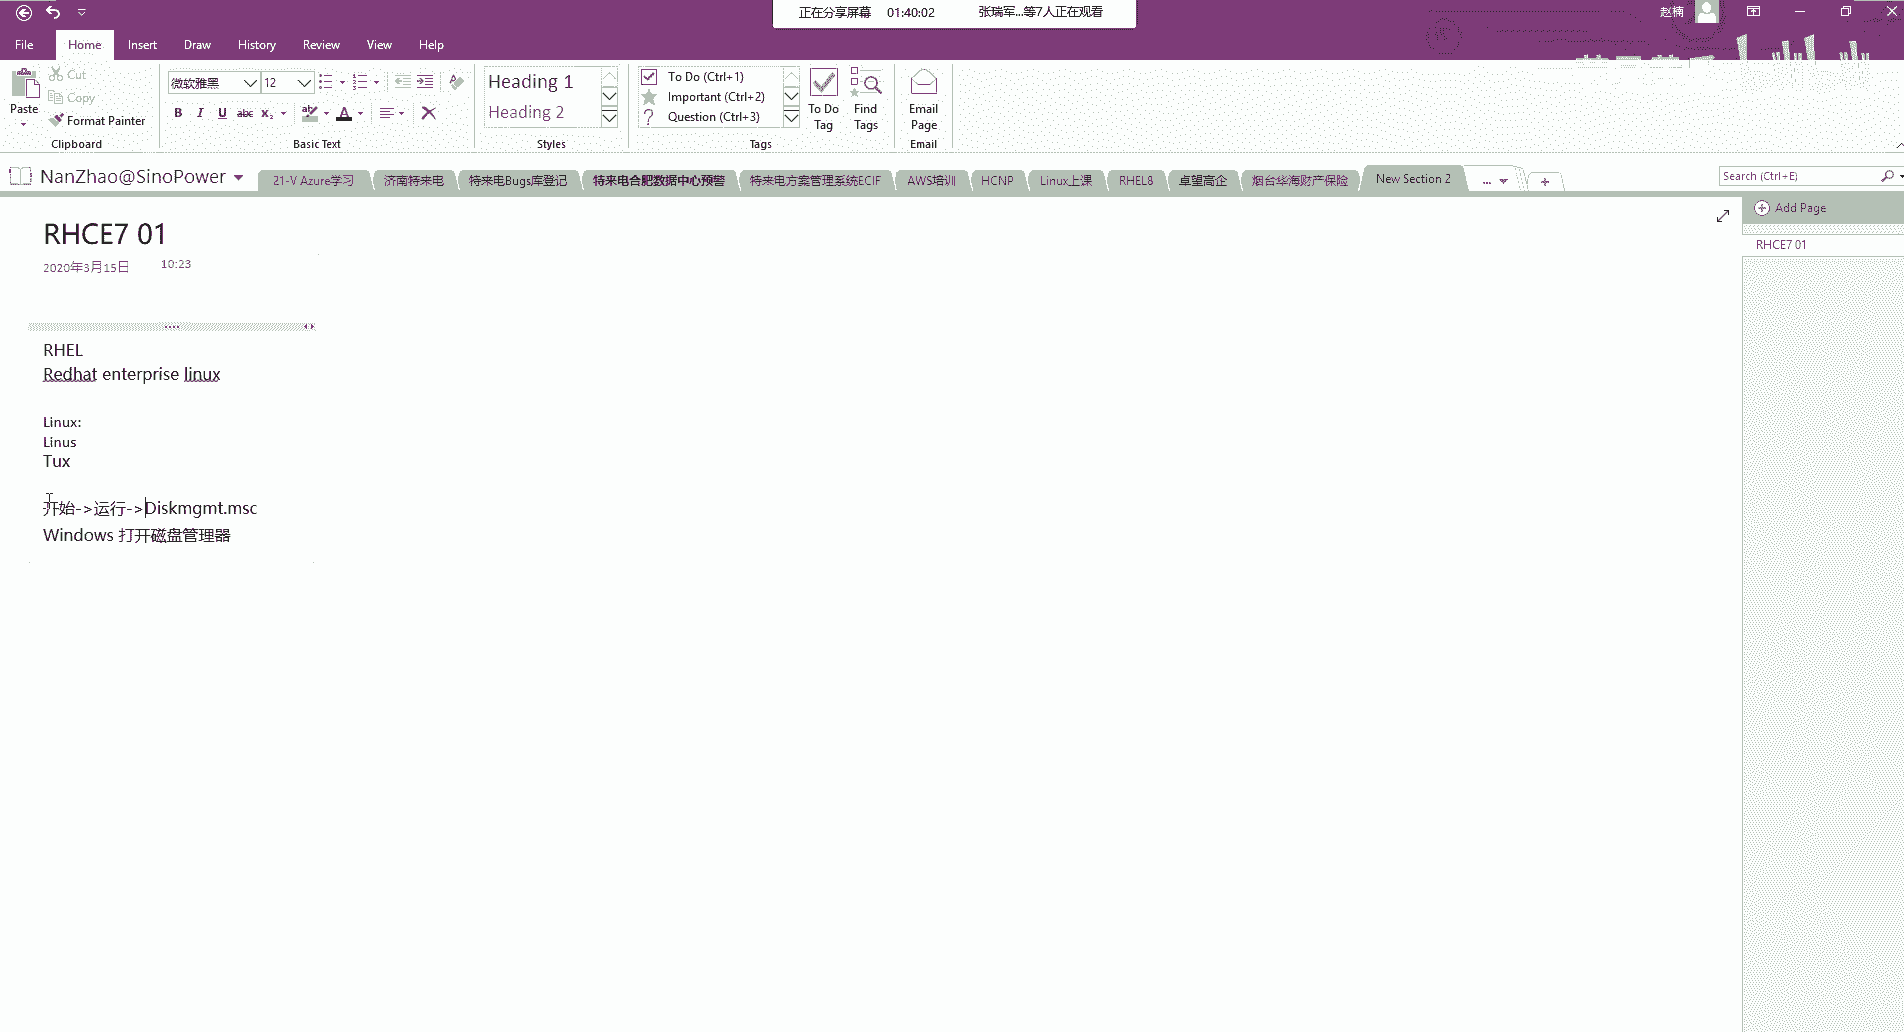 正在分享屏幕 01:40:02 张瑞军...等7人正在观看
赵楠
File Home Insert Draw History Review View Help
Paste
Cut
Copy
Format Painter
Clipboard
微软雅黑 12
B I U abc x₂ A
Basic Text
Heading 1
Heading 2
Styles
To Do (Ctrl+1)
Important (Ctrl+2)
Question (Ctrl+3)
Tags
To Do
Tag
Find
Tags
Email
Page
Email
NanZhao@SinoPower 21-V Azure学习 济南特来电 特来电Bugs库登记 特来电合肥数据中心预警 特来电方案管理系统ECIF AWS培训 HCNP Linux上课 RHEL8 卓望高企 烟台华海财产保险 New Section 2 ...
Search (Ctrl+E)
Add Page
RHCE7 01
RHCE7 01
2020年3月15日 10:23
RHEL
Redhat enterprise linux
Linux:
Linus
Tux
开始->运行->Diskmgmt.msc
Windows 打开磁盘管理器